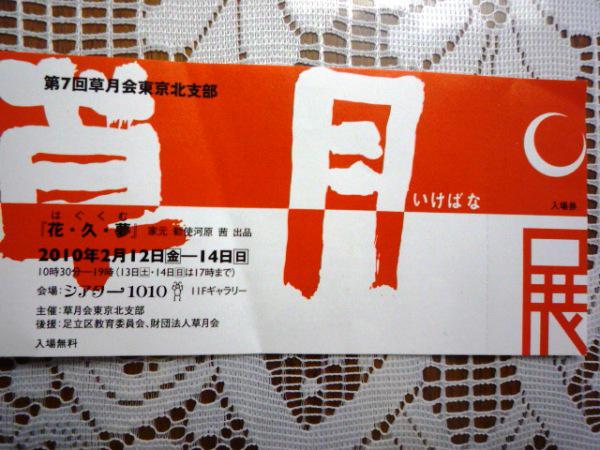 第7回草月会東京北支部
草月
いけばな
入場券
展
はぐくむ
『花・久・夢』 家元 勅使河原 茜 出品
2010年2月12日金—14日日
10時30分—19時(13日土・14日日は17時まで)
会場:シアター1010 11Fギャラリー
主催:草月会東京北支部
後援:足立区教育委員会、財団法人草月会
入場無料